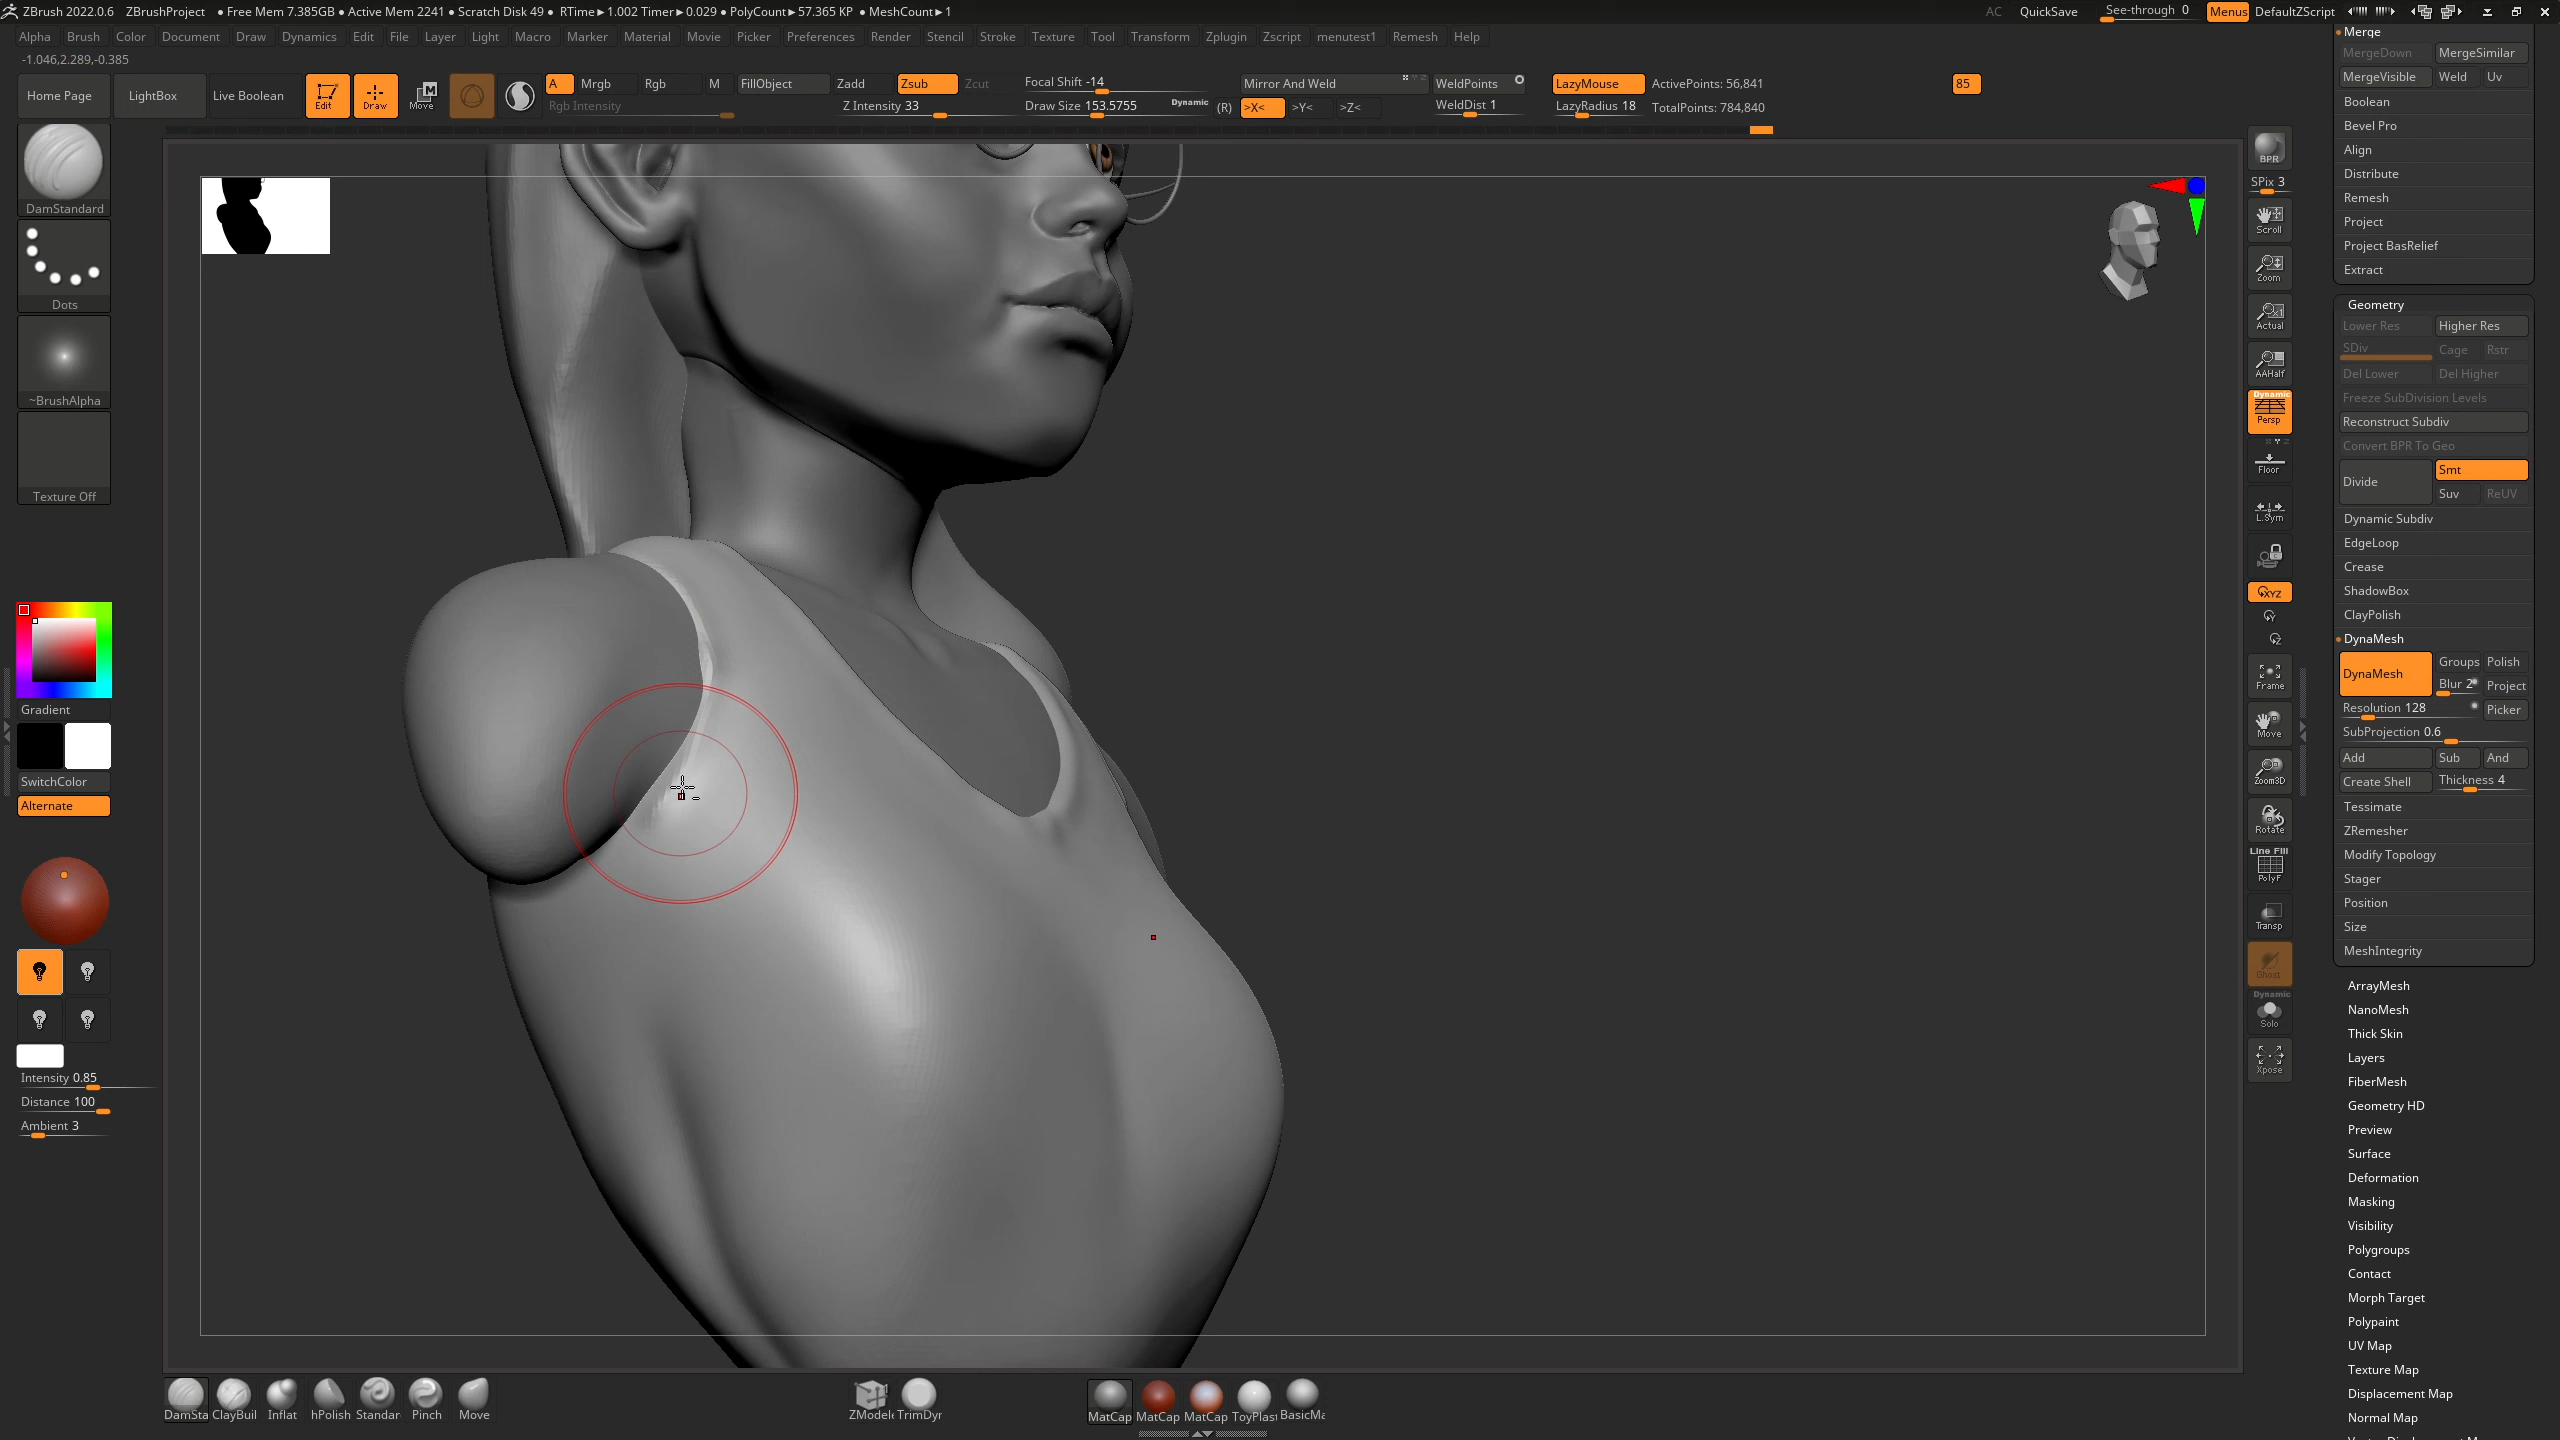 ZBrush 2022.0.6 ZBrushProject ● Free Mem 7.385GB ● Active Mem 2241 ● Scratch Disk 49 ● RTime►1.002 Timer►0.029 ● PolyCount►57.365 KP ● MeshCount►1 AC QuickSave See-through 0 Menus DefaultZScript
Alpha Brush Color Document Draw Dynamics Edit File Layer Light Macro Marker Material Movie Picker Preferences Render Stencil Stroke Texture Tool Transform Zplugin Zscript menutest1 Remesh Help
-1.046,2.289,-0.385
Home Page LightBox Live Boolean Edit Draw Move A Mrgb Rgb M FillObject Zadd Zsub Zcut Focal Shift -14 Mirror And Weld WeldPoints LazyMouse ActivePoints: 56,841 85
Rgb Intensity Z Intensity 33 Draw Size 153.5755 Dynamic (R) >X< >Y< >Z< WeldDist 1 LazyRadius 18 TotalPoints: 784,840
DamStandard
Dots
~BrushAlpha
Texture Off
Gradient
SwitchColor
Alternate
Intensity 0.85
Distance 100
Ambient 3
BPR
SPix 3
Scroll
Zoom
Actual
AAHalf
Dynamic
Persp
Floor
L.Sym
XYZ
Frame
Move
Zoom3D
Rotate
Line Fill
PolyF
Transp
Ghost
Dynamic
Solo
Xpose
Merge
MergeDown MergeSimilar
MergeVisible Weld Uv
Boolean
Bevel Pro
Align
Distribute
Remesh
Project
Project BasRelief
Extract
Geometry
Lower Res Higher Res
SDiv Cage Rstr
Del Lower Del Higher
Freeze SubDivision Levels
Reconstruct Subdiv
Convert BPR To Geo
Divide Smt
Suv ReUV
Dynamic Subdiv
EdgeLoop
Crease
ShadowBox
ClayPolish
DynaMesh
DynaMesh Groups Polish
Blur 2 Project
Resolution 128 Picker
SubProjection 0.6
Add Sub And
Create Shell Thickness 4
Tessimate
ZRemesher
Modify Topology
Stager
Position
Size
MeshIntegrity
ArrayMesh
NanoMesh
Thick Skin
Layers
FiberMesh
Geometry HD
Preview
Surface
Deformation
Masking
Visibility
Polygroups
Contact
Morph Target
Polypaint
UV Map
Texture Map
Displacement Map
Normal Map
DamSta ClayBuil Inflat hPolish Standar Pinch Move ZModele TrimDyr MatCap MatCap MatCap ToyPlas BasicMa